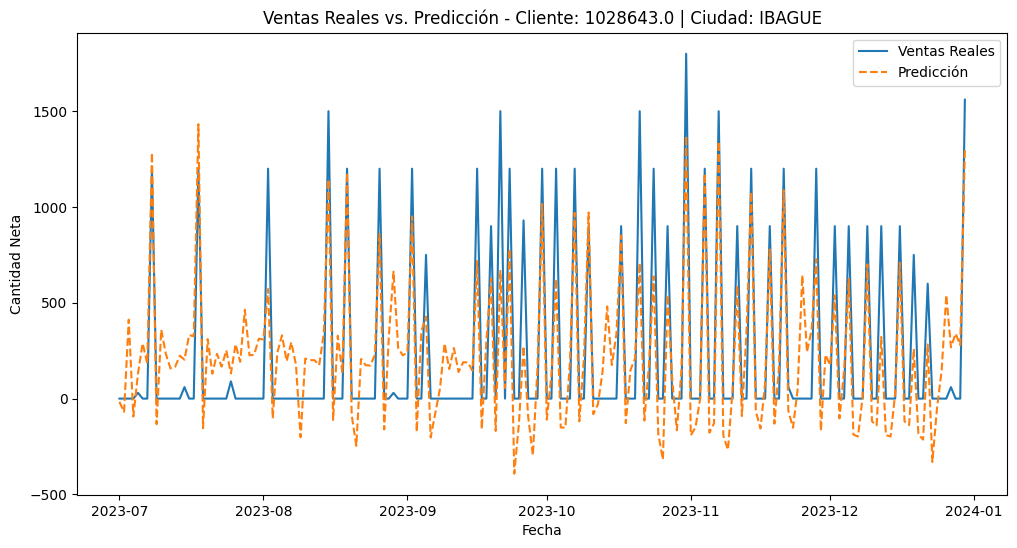 Ventas Reales vs. Predicción - Cliente: 1028643.0 | Ciudad: IBAGUE
Ventas Reales
Predicción
Cantidad Neta
1500
1000
500
0
−500
2023-07
2023-08
2023-09
2023-10
2023-11
2023-12
2024-01
Fecha